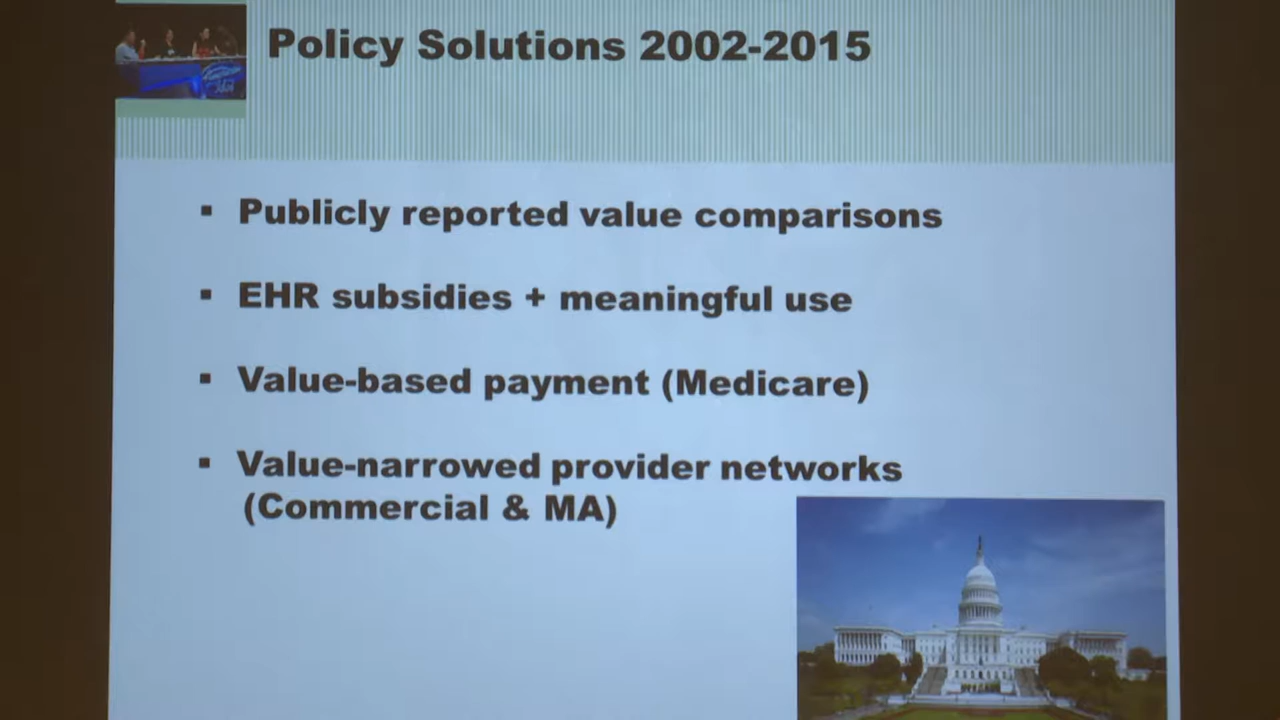 Policy Solutions 2002-2015
▪ Publicly reported value comparisons
▪ EHR subsidies + meaningful use
▪ Value-based payment (Medicare)
▪ Value-narrowed provider networks
(Commercial & MA)